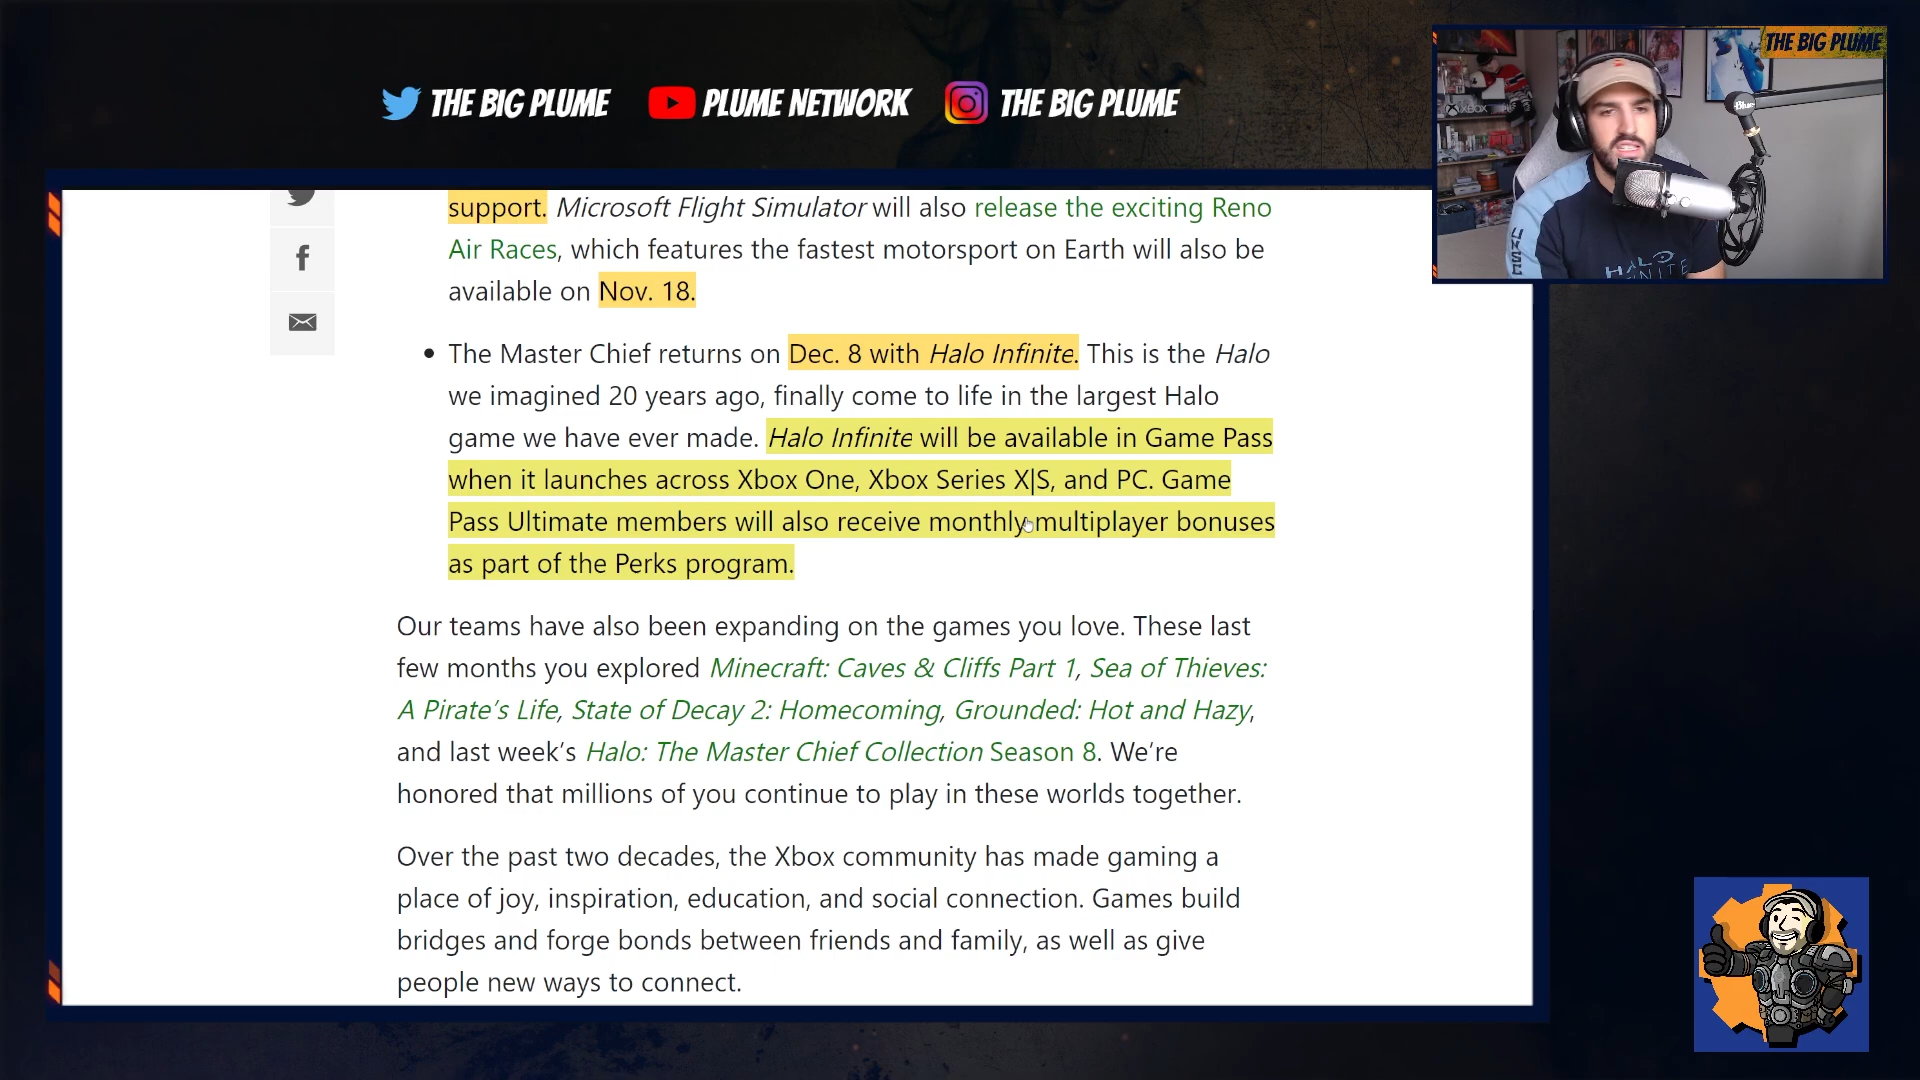 THE BIG PLUME
THE BIG PLUME
PLUME NETWORK
THE BIG PLUME
XBOX
Blue
UNSC
HALO
INFINITE
support. Microsoft Flight Simulator will also release the exciting Reno
Air Races, which features the fastest motorsport on Earth will also be
available on Nov. 18.
• The Master Chief returns on Dec. 8 with Halo Infinite. This is the Halo
we imagined 20 years ago, finally come to life in the largest Halo
game we have ever made. Halo Infinite will be available in Game Pass
when it launches across Xbox One, Xbox Series X|S, and PC. Game
Pass Ultimate members will also receive monthly multiplayer bonuses
as part of the Perks program.
Our teams have also been expanding on the games you love. These last
few months you explored Minecraft: Caves & Cliffs Part 1, Sea of Thieves:
A Pirate’s Life, State of Decay 2: Homecoming, Grounded: Hot and Hazy,
and last week’s Halo: The Master Chief Collection Season 8. We’re
honored that millions of you continue to play in these worlds together.
Over the past two decades, the Xbox community has made gaming a
place of joy, inspiration, education, and social connection. Games build
bridges and forge bonds between friends and family, as well as give
people new ways to connect.